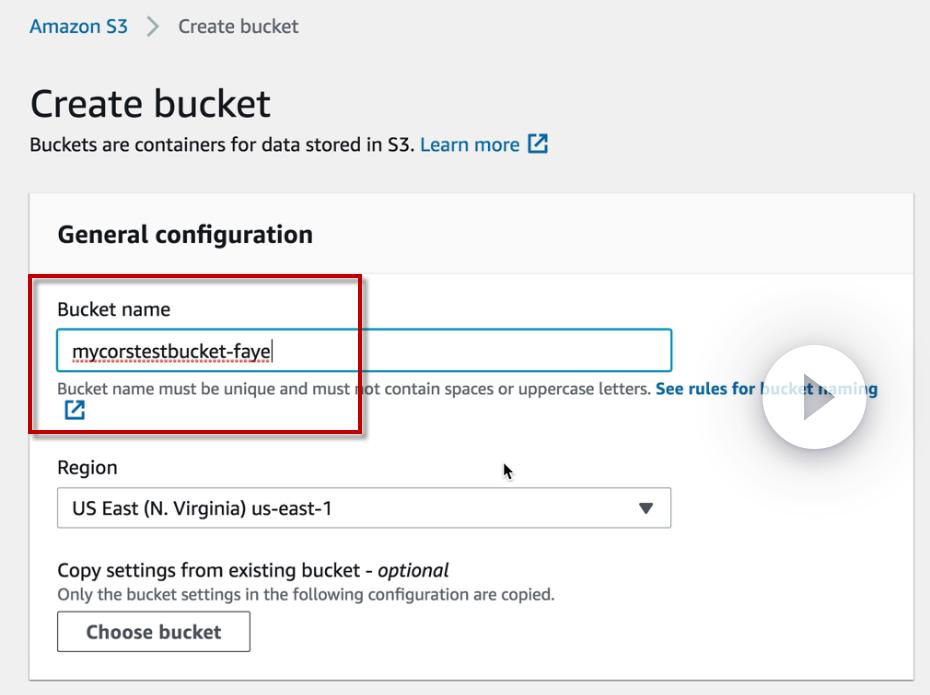 Amazon S3 > Create bucket
Create bucket
Buckets are containers for data stored in S3. Learn more
General configuration
Bucket name
mycorstestbucket-faye
Bucket name must be unique and must not contain spaces or uppercase letters. See rules for bucket naming
Region
US East (N. Virginia) us-east-1
Copy settings from existing bucket - optional
Only the bucket settings in the following configuration are copied.
Choose bucket